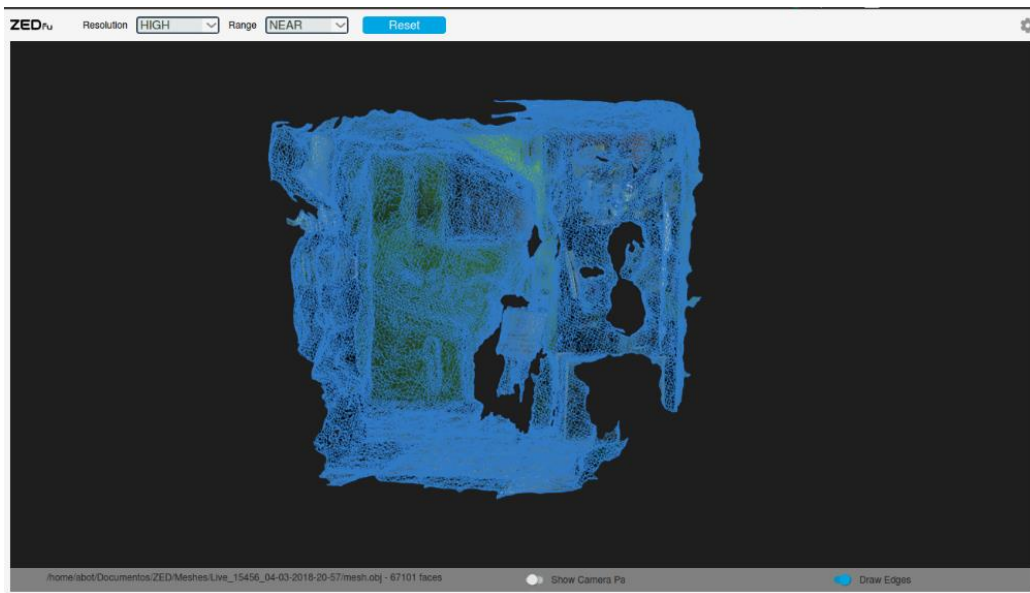 ZEDfu Resolution HIGH Range NEAR Reset
/home/abot/Documentos/ZED/Meshes/Live_15456_04-03-2018-20-57/mesh.obj - 67101 faces Show Camera Pa Draw Edges